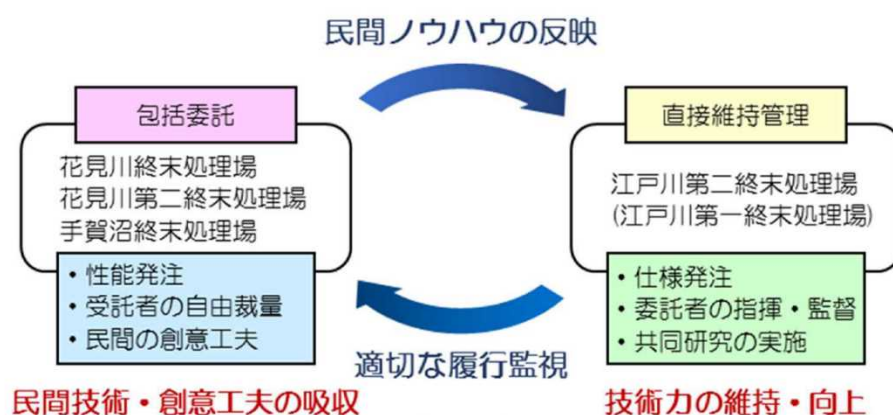 民間ノウハウの反映
包括委託
花見川終末処理場
花見川第二終末処理場
手賀沼終末処理場
・性能発注
・受託者の自由裁量
・民間の創意工夫
民間技術・創意工夫の吸収
直接維持管理
江戸川第二終末処理場
(江戸川第一終末処理場)
・仕様発注
・委託者の指揮・監督
・共同研究の実施
技術力の維持・向上
適切な履行監視